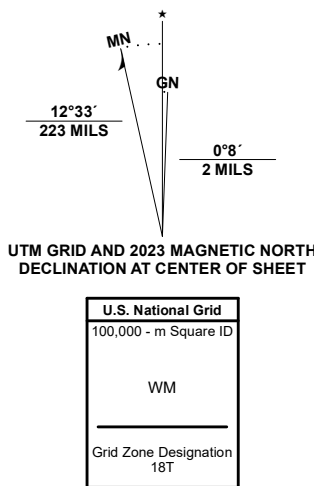 ★
MN
GN
12°33´
223 MILS
0°8´
2 MILS
UTM GRID AND 2023 MAGNETIC NORTH
DECLINATION AT CENTER OF SHEET
U.S. National Grid
100,000 - m Square ID
WM
Grid Zone Designation
18T